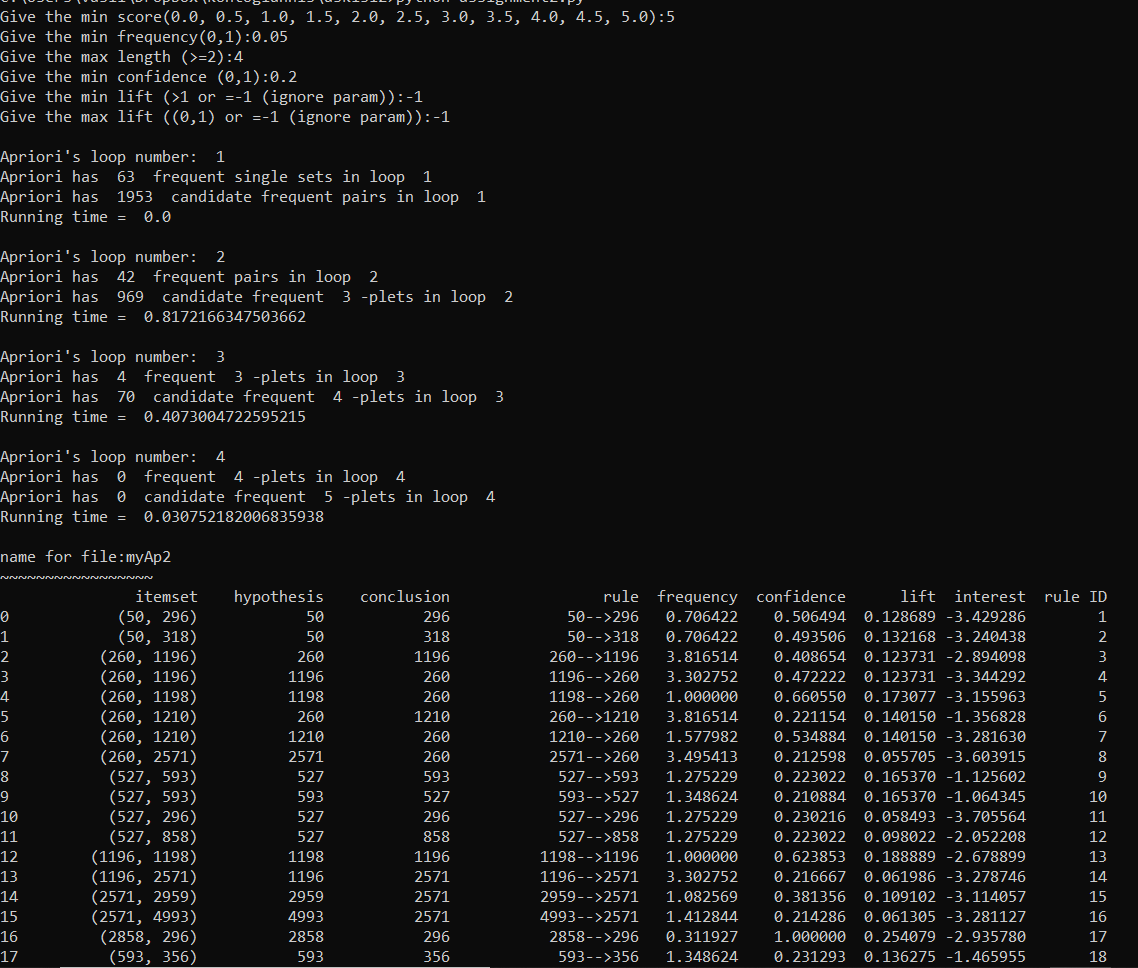 Give the min score(0.0, 0.5, 1.0, 1.5, 2.0, 2.5, 3.0, 3.5, 4.0, 4.5, 5.0):5
Give the min frequency(0,1):0.05
Give the max length (>=2):4
Give the min confidence (0,1):0.2
Give the min lift (>1 or =-1 (ignore param)):-1
Give the max lift ((0,1) or =-1 (ignore param)):-1
Apriori's loop number:  1
Apriori has  63  frequent single sets in loop  1
Apriori has  1953  candidate frequent pairs in loop  1
Running time =  0.0
Apriori's loop number:  2
Apriori has  42  frequent pairs in loop  2
Apriori has  969  candidate frequent  3 -plets in loop  2
Running time =  0.8172166347503662
Apriori's loop number:  3
Apriori has  4  frequent  3 -plets in loop  3
Apriori has  70  candidate frequent  4 -plets in loop  3
Running time =  0.4073004722595215
Apriori's loop number:  4
Apriori has  0  frequent  4 -plets in loop  4
Apriori has  0  candidate frequent  5 -plets in loop  4
Running time =  0.030752182006835938
name for file:myAp2
~~~~~~~~~~~~~~~~~
itemset hypothesis conclusion rule frequency confidence lift interest rule ID
0 (50, 296) 50 296 50-->296 0.706422 0.506494 0.128689 -3.429286 1
1 (50, 318) 50 318 50-->318 0.706422 0.493506 0.132168 -3.240438 2
2 (260, 1196) 260 1196 260-->1196 3.816514 0.408654 0.123731 -2.894098 3
3 (260, 1196) 1196 260 1196-->260 3.302752 0.472222 0.123731 -3.344292 4
4 (260, 1198) 1198 260 1198-->260 1.000000 0.660550 0.173077 -3.155963 5
5 (260, 1210) 260 1210 260-->1210 3.816514 0.221154 0.140150 -1.356828 6
6 (260, 1210) 1210 260 1210-->260 1.577982 0.534884 0.140150 -3.281630 7
7 (260, 2571) 2571 260 2571-->260 3.495413 0.212598 0.055705 -3.603915 8
8 (527, 593) 527 593 527-->593 1.275229 0.223022 0.165370 -1.125602 9
9 (527, 593) 593 527 593-->527 1.348624 0.210884 0.165370 -1.064345 10
10 (527, 296) 527 296 527-->296 1.275229 0.230216 0.058493 -3.705564 11
11 (527, 858) 527 858 527-->858 1.275229 0.223022 0.098022 -2.052208 12
12 (1196, 1198) 1198 1196 1198-->1196 1.000000 0.623853 0.188889 -2.678899 13
13 (1196, 2571) 1196 2571 1196-->2571 3.302752 0.216667 0.061986 -3.278746 14
14 (2571, 2959) 2959 2571 2959-->2571 1.082569 0.381356 0.109102 -3.114057 15
15 (2571, 4993) 4993 2571 4993-->2571 1.412844 0.214286 0.061305 -3.281127 16
16 (2858, 296) 2858 296 2858-->296 0.311927 1.000000 0.254079 -2.935780 17
17 (593, 356) 593 356 593-->356 1.348624 0.231293 0.136275 -1.465955 18